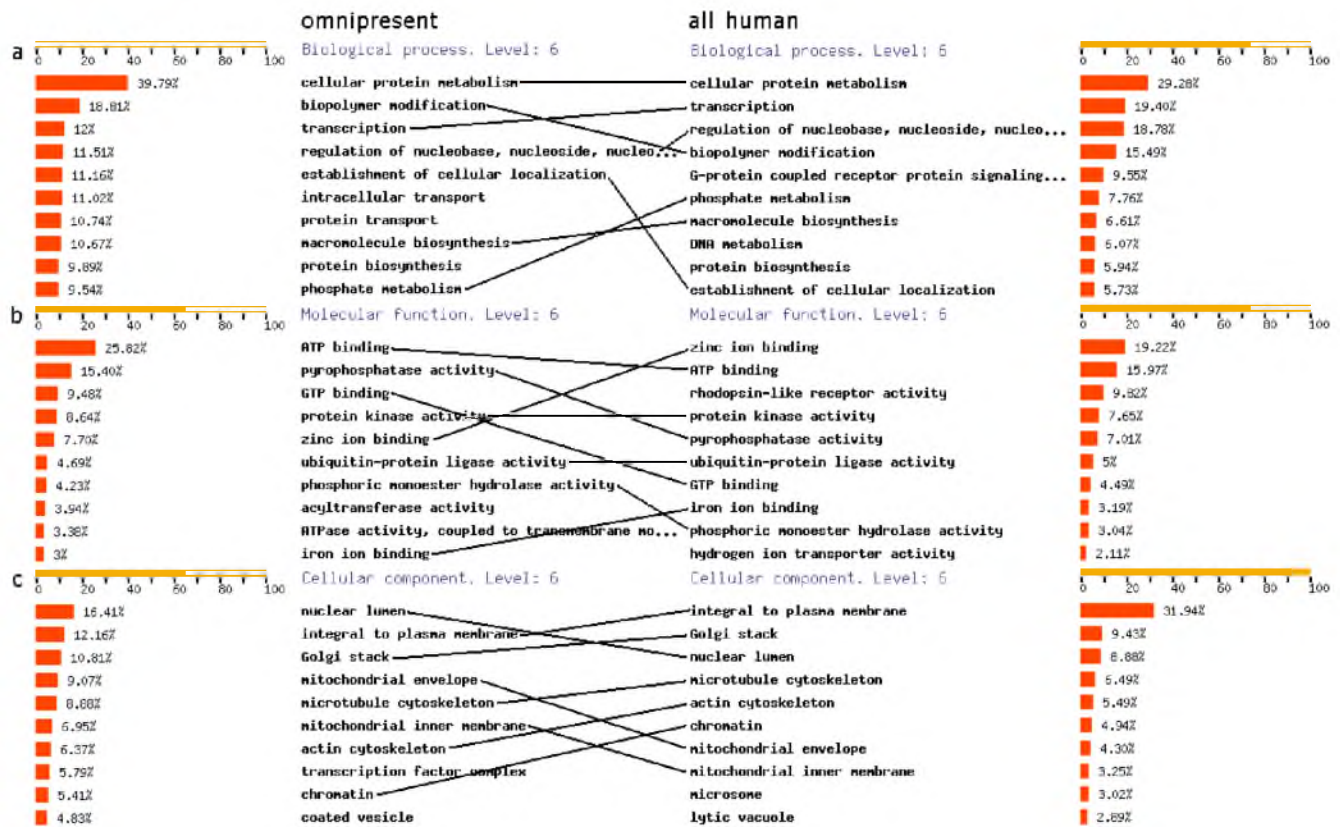 omnipresent all human
a Biological process. Level: 6 Biological process. Level: 6
0 20 40 60 80 100 0 20 40 60 80 100
39.79% cellular protein metabolism cellular protein metabolism 29.28%
18.81% biopolymer modification transcription 19.40%
12% transcription regulation of nucleobase, nucleoside, nucleo... 18.78%
11.51% regulation of nucleobase, nucleoside, nucleo... biopolymer modification 15.49%
11.16% establishment of cellular localization G-protein coupled receptor protein signaling... 9.55%
11.02% intracellular transport phosphate metabolism 7.76%
10.74% protein transport macromolecule biosynthesis 6.61%
10.67% macromolecule biosynthesis DNA metabolism 6.07%
9.89% protein biosynthesis protein biosynthesis 5.94%
9.54% phosphate metabolism establishment of cellular localization 5.73%
b Molecular function. Level: 6 Molecular function. Level: 6
0 20 40 60 80 100 0 20 40 60 80 100
25.82% ATP binding zinc ion binding 19.22%
15.40% pyrophosphatase activity ATP binding 15.97%
9.48% GTP binding rhodopsin-like receptor activity 9.82%
8.64% protein kinase activity protein kinase activity 7.65%
7.70% zinc ion binding pyrophosphatase activity 7.01%
4.69% ubiquitin-protein ligase activity ubiquitin-protein ligase activity 5%
4.23% phosphoric monoester hydrolase activity GTP binding 4.49%
3.94% acyltransferase activity iron ion binding 3.19%
3.38% ATPase activity, coupled to transmembrane mo... phosphoric monoester hydrolase activity 3.04%
3% iron ion binding hydrogen ion transporter activity 2.11%
c Cellular component. Level: 6 Cellular component. Level: 6
0 20 40 60 80 100 0 20 40 60 80 100
16.41% nuclear lumen integral to plasma membrane 31.94%
12.16% integral to plasma membrane Golgi stack 9.43%
10.81% Golgi stack nuclear lumen 8.88%
9.07% mitochondrial envelope microtubule cytoskeleton 6.49%
8.88% microtubule cytoskeleton actin cytoskeleton 5.49%
6.95% mitochondrial inner membrane chromatin 4.94%
6.37% actin cytoskeleton mitochondrial envelope 4.30%
5.79% transcription factor complex mitochondrial inner membrane 3.25%
5.41% chromatin microsome 3.02%
4.83% coated vesicle lytic vacuole 2.89%